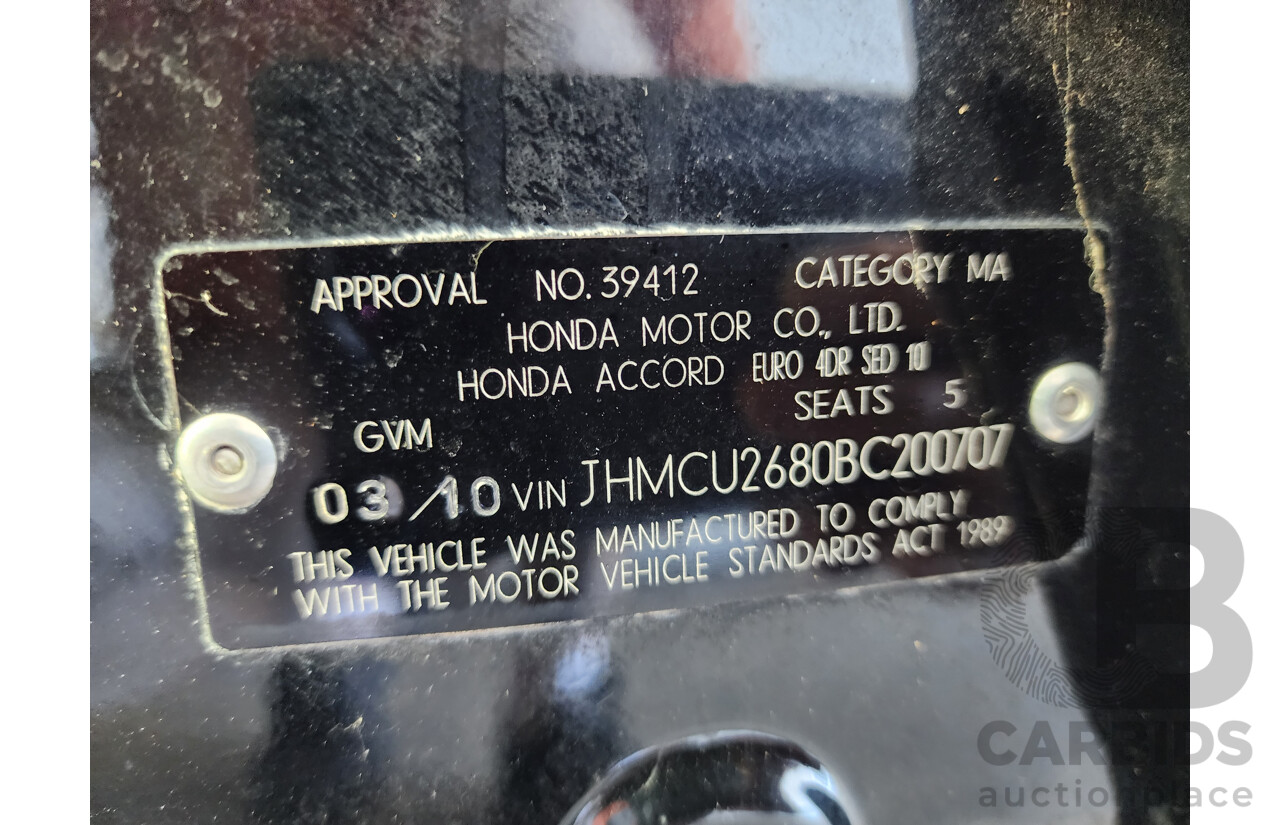 APPROVAL NO. 39412 CATEGORY MA
HONDA MOTOR CO., LTD.
HONDA ACCORD EURO 4DR SED 10
GVM SEATS 5
03/10 VIN JHMCU2680BC200707
THIS VEHICLE WAS MANUFACTURED TO COMPLY
WITH THE MOTOR VEHICLE STANDARDS ACT 1989
CB
CARBIDS
auctionplace